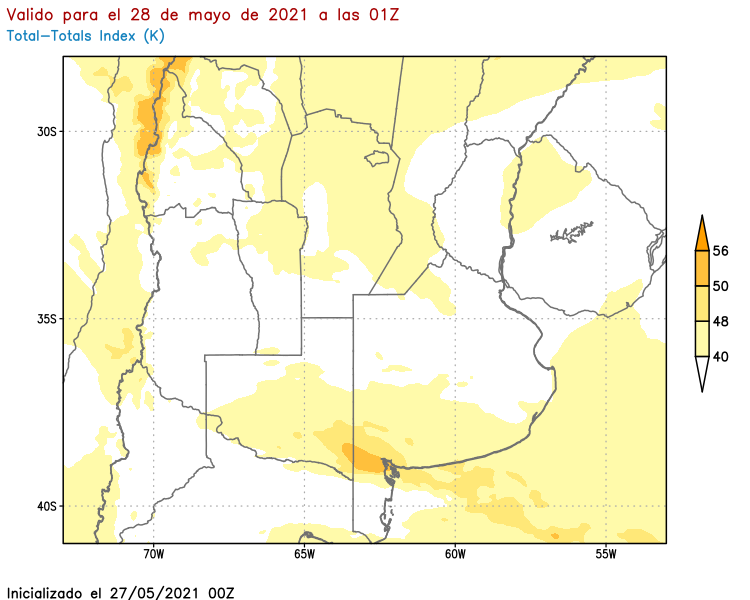 Valido para el 28 de mayo de 2021 a las 01Z
Total-Totals Index (K)
30S
35S
40S
70W
65W
60W
55W
56
50
48
40
Inicializado el 27/05/2021 00Z